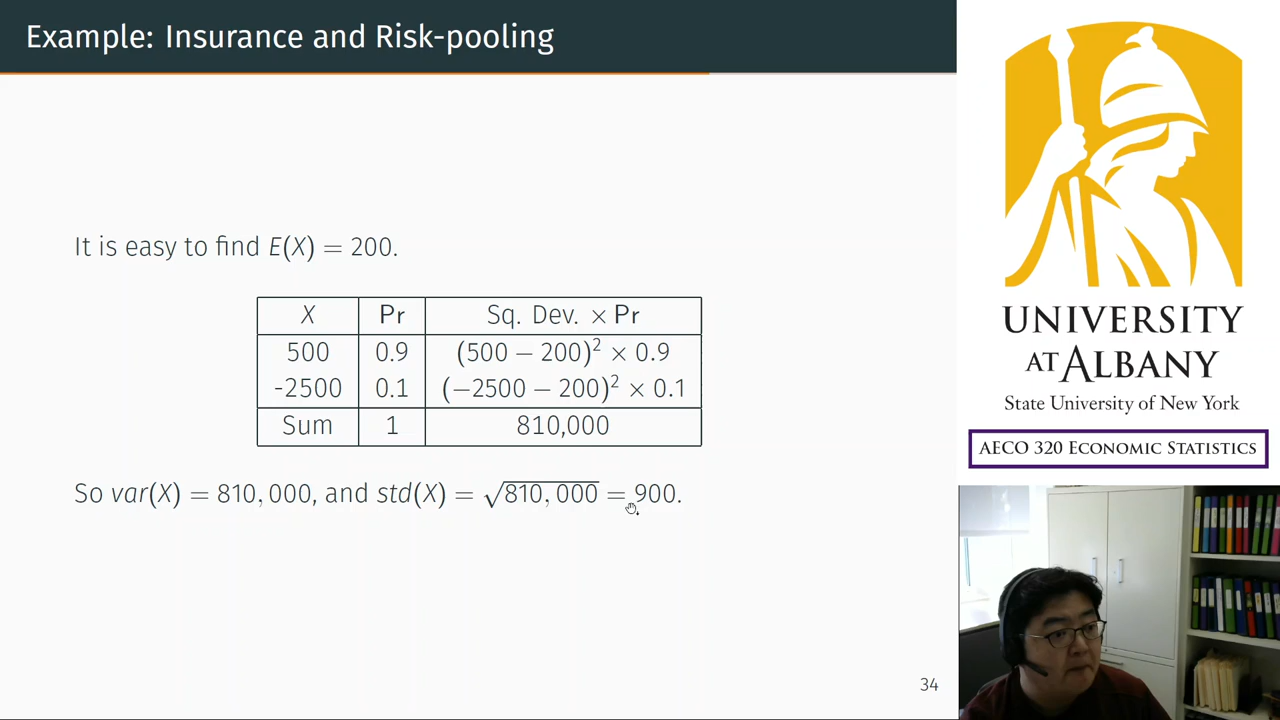 Example: Insurance and Risk-pooling
It is easy to find E(X) = 200.
X Pr Sq. Dev. × Pr
500 0.9 (500 − 200)² × 0.9
-2500 0.1 (−2500 − 200)² × 0.1
Sum 1 810,000
So var(X) = 810,000, and std(X) = √810,000 = 900.
34
UNIVERSITY
AT ALBANY
State University of New York
AECO 320 ECONOMIC STATISTICS